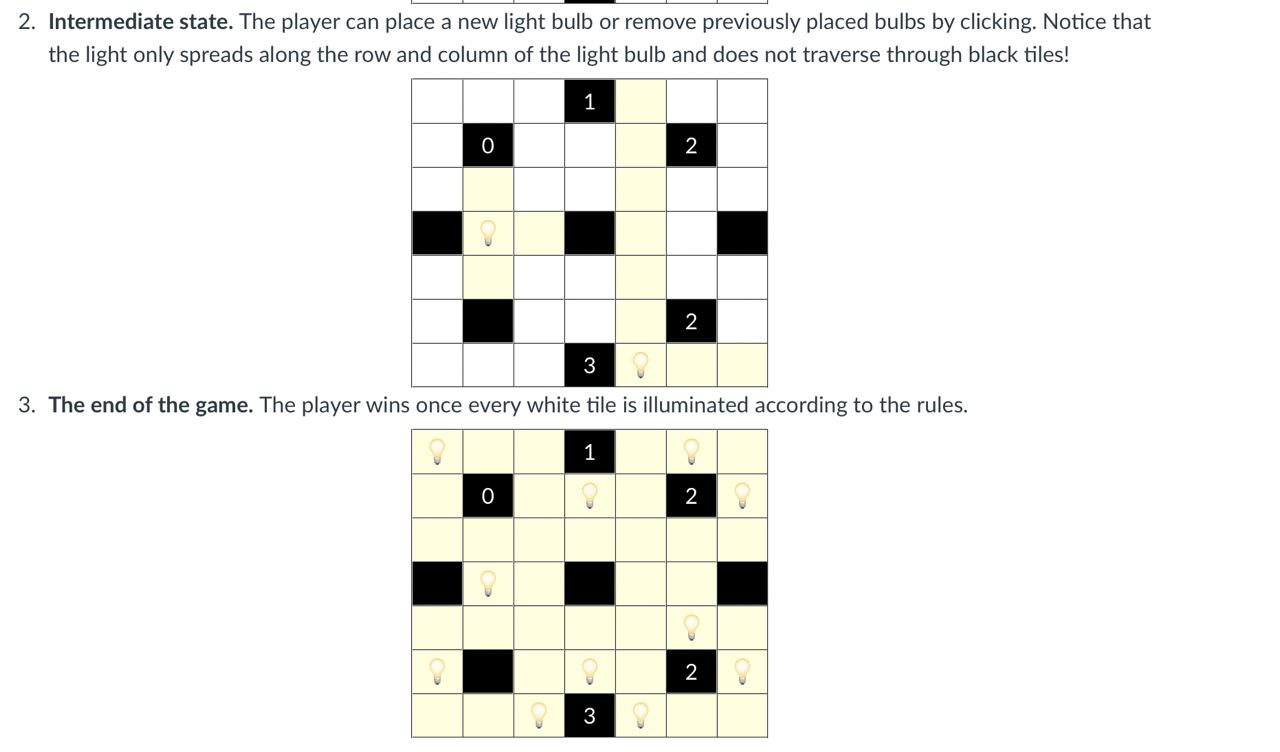 2. Intermediate state. The player can place a new light bulb or remove previously placed bulbs by clicking. Notice that
the light only spreads along the row and column of the light bulb and does not traverse through black tiles!
1
0 2
2
3
3. The end of the game. The player wins once every white tile is illuminated according to the rules.
1
0 2
2
3